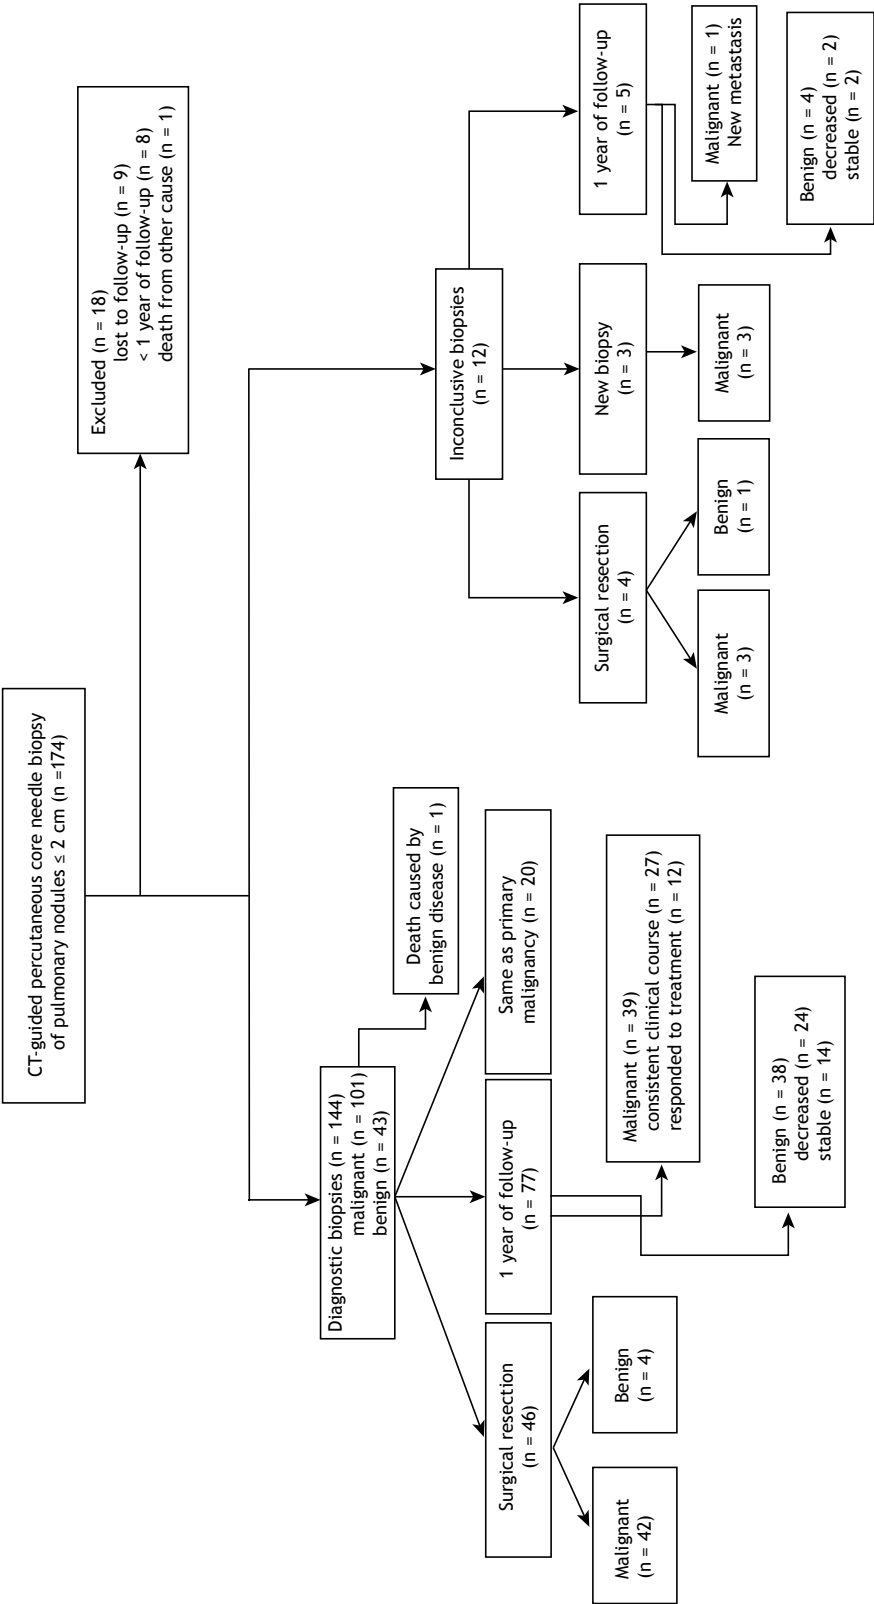 CT-guided percutaneous core needle biopsy
of pulmonary nodules ≤ 2 cm (n =174)
Excluded (n = 18)
lost to follow-up (n = 9)
< 1 year of follow-up (n = 8)
death from other cause (n = 1)
Diagnostic biopsies (n = 144)
malignant (n = 101)
benign (n = 43)
Death caused by
benign disease (n = 1)
Surgical resection
(n = 46)
1 year of follow-up
(n = 77)
Same as primary
malignancy (n = 20)
Malignant
(n = 42)
Benign
(n = 4)
Malignant (n = 39)
consistent clinical course (n = 27)
responded to treatment (n = 12)
Benign (n = 38)
decreased (n = 24)
stable (n = 14)
Inconclusive biopsies
(n = 12)
Surgical resection
(n = 4)
New biopsy
(n = 3)
1 year of follow-up
(n = 5)
Malignant
(n = 3)
Benign
(n = 1)
Malignant
(n = 3)
Malignant (n = 1)
New metastasis
Benign (n = 4)
decreased (n = 2)
stable (n = 2)